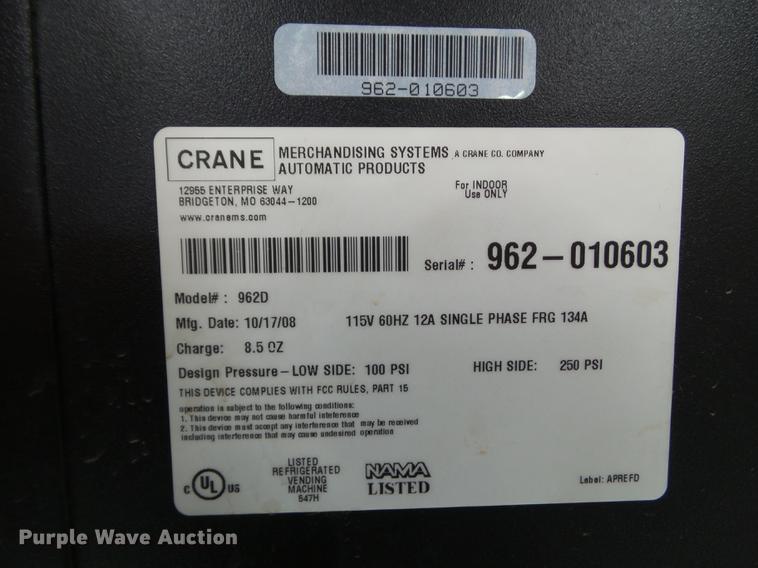 962-010603
CRANE MERCHANDISING SYSTEMS A CRANE CO. COMPANY
AUTOMATIC PRODUCTS
12955 ENTERPRISE WAY
BRIDGETON, MO 63044-1200
www.cranems.com
For INDOOR
Use ONLY
Serial# : 962-010603
Model# : 962D
Mfg. Date: 10/17/08 115V 60HZ 12A SINGLE PHASE FRG 134A
Charge: 8.5 OZ
Design Pressure-LOW SIDE: 100 PSI HIGH SIDE: 250 PSI
THIS DEVICE COMPLIES WITH FCC RULES, PART 15
operation is subject to the following conditions:
1. This device may not cause harmful inteference
2. This device must accept any interference that may be received
including interference that may cause undesired operation
C UL US
LISTED
REFRIGERATED
VENDING
MACHINE
547H
NAMA
LISTED
Label: APREFD
Purple Wave Auction